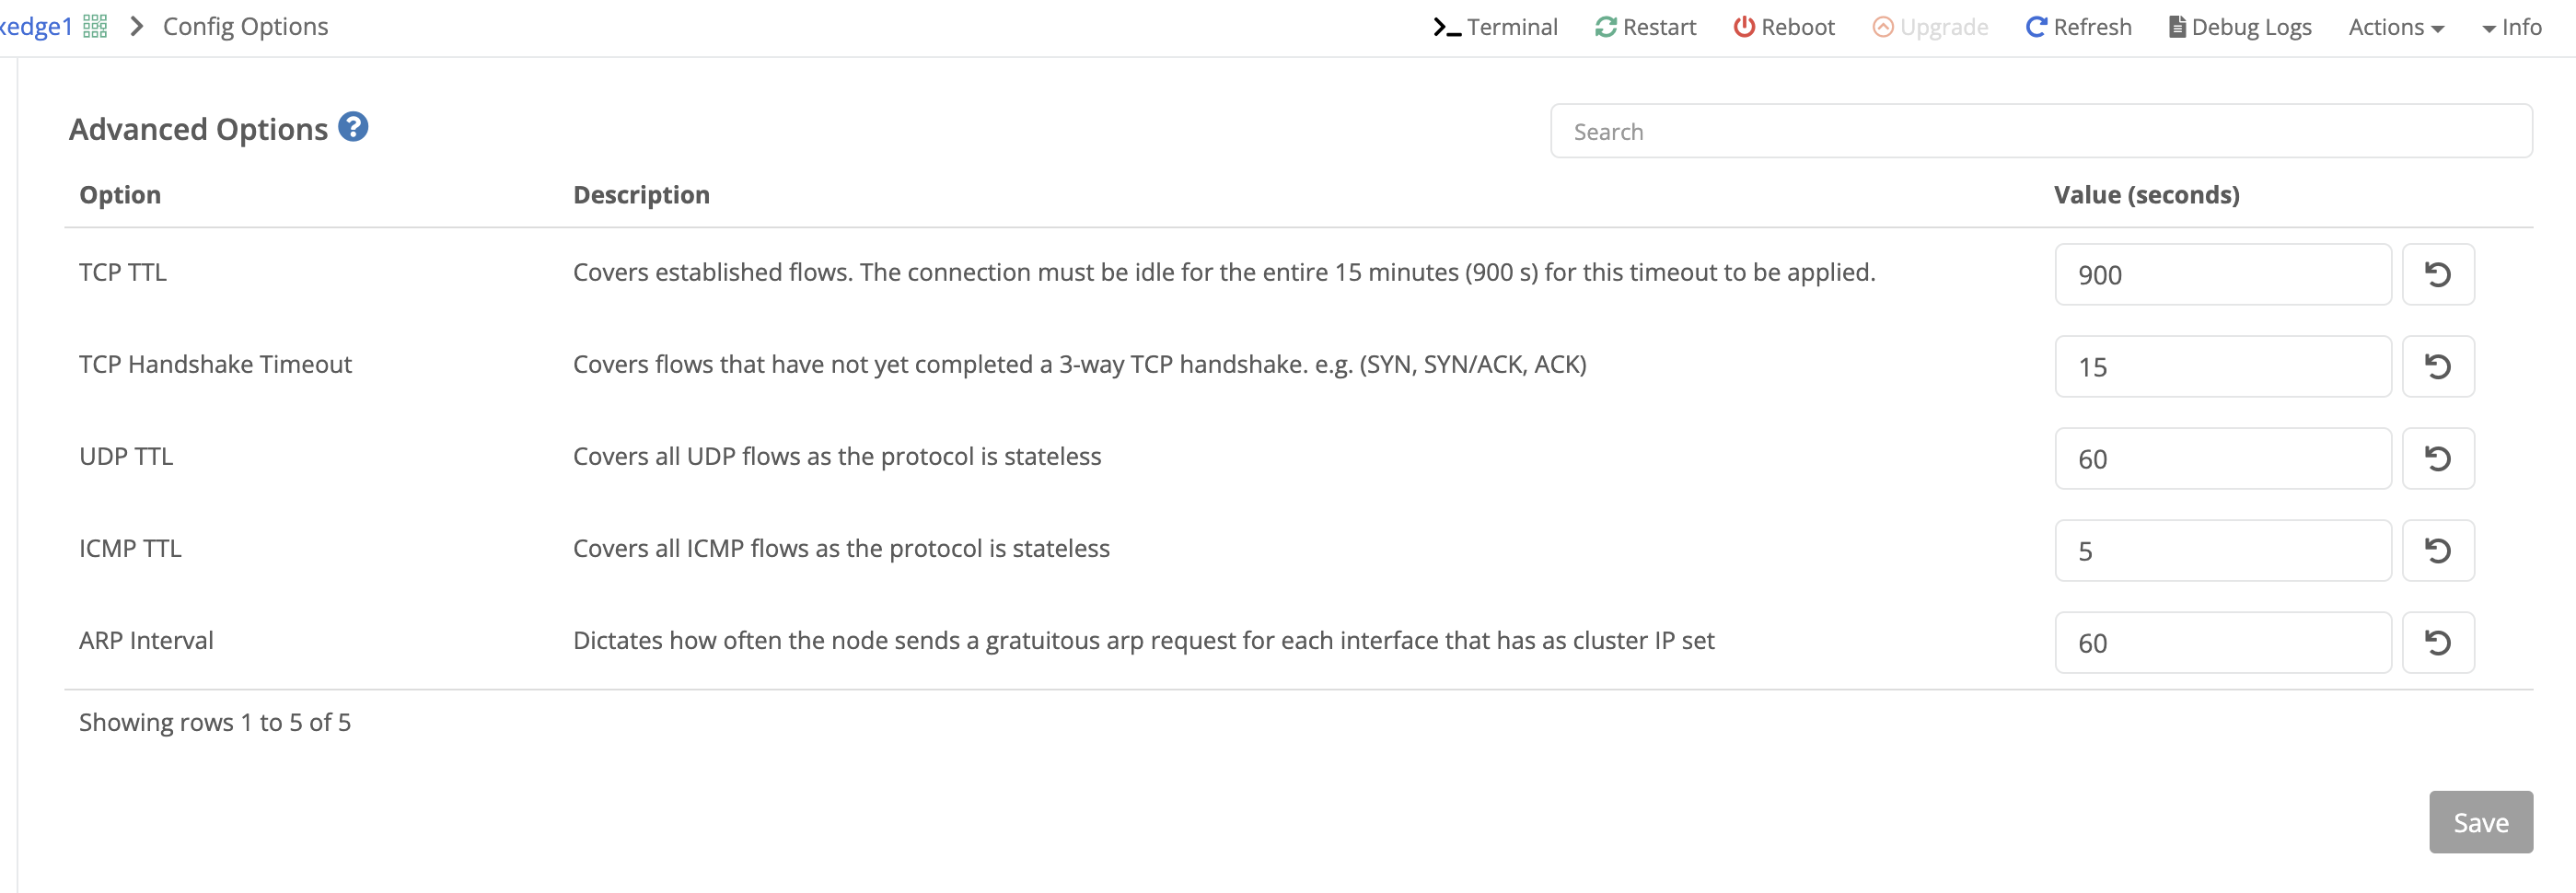 xedge1 > Config Options Terminal Restart Reboot Upgrade Refresh Debug Logs Actions Info
Advanced Options ? Search
Option Description Value (seconds)
TCP TTL Covers established flows. The connection must be idle for the entire 15 minutes (900 s) for this timeout to be applied. 900
TCP Handshake Timeout Covers flows that have not yet completed a 3-way TCP handshake. e.g. (SYN, SYN/ACK, ACK) 15
UDP TTL Covers all UDP flows as the protocol is stateless 60
ICMP TTL Covers all ICMP flows as the protocol is stateless 5
ARP Interval Dictates how often the node sends a gratuitous arp request for each interface that has as cluster IP set 60
Showing rows 1 to 5 of 5
Save